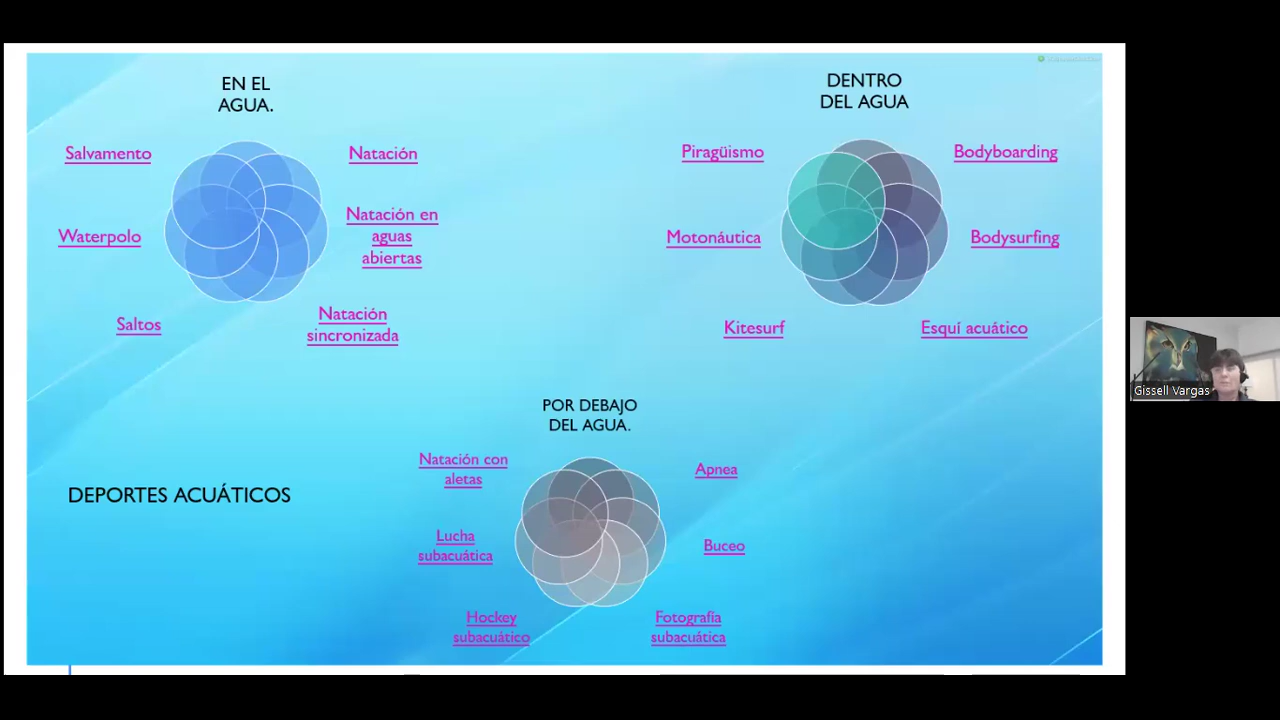 EN EL
AGUA.
Salvamento
Natación
Natación en
aguas
abiertas
Waterpolo
Saltos
Natación
sincronizada
DENTRO
DEL AGUA
Piragüismo
Bodyboarding
Motonáutica
Bodysurfing
Kitesurf
Esquí acuático
POR DEBAJO
DEL AGUA.
Natación con
aletas
Apnea
Lucha
subacuática
Buceo
Hockey
subacuático
Fotografía
subacuática
DEPORTES ACUÁTICOS
Gissell Vargas